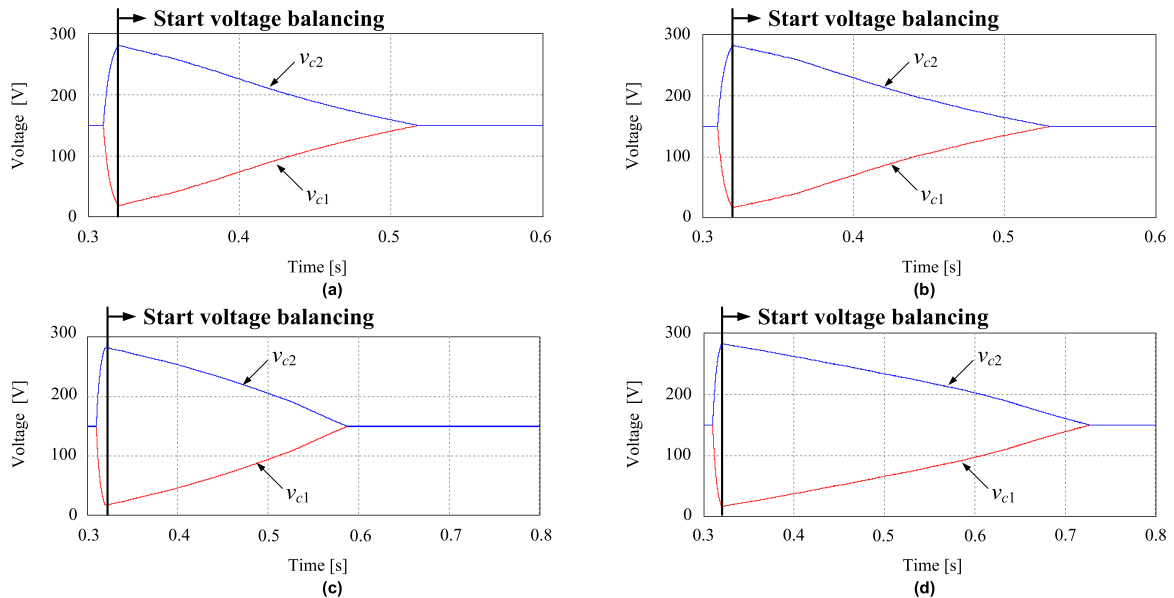 Start voltage balancing
300
200
100
0
Voltage [V]
v_c2
v_c1
0.3 0.4 0.5 0.6
Time [s]
(a)
Start voltage balancing
300
200
100
0
Voltage [V]
v_c2
v_c1
0.3 0.4 0.5 0.6
Time [s]
(b)
Start voltage balancing
300
200
100
0
Voltage [V]
v_c2
v_c1
0.3 0.4 0.5 0.6 0.7 0.8
Time [s]
(c)
Start voltage balancing
300
200
100
0
Voltage [V]
v_c2
v_c1
0.3 0.4 0.5 0.6 0.7 0.8
Time [s]
(d)